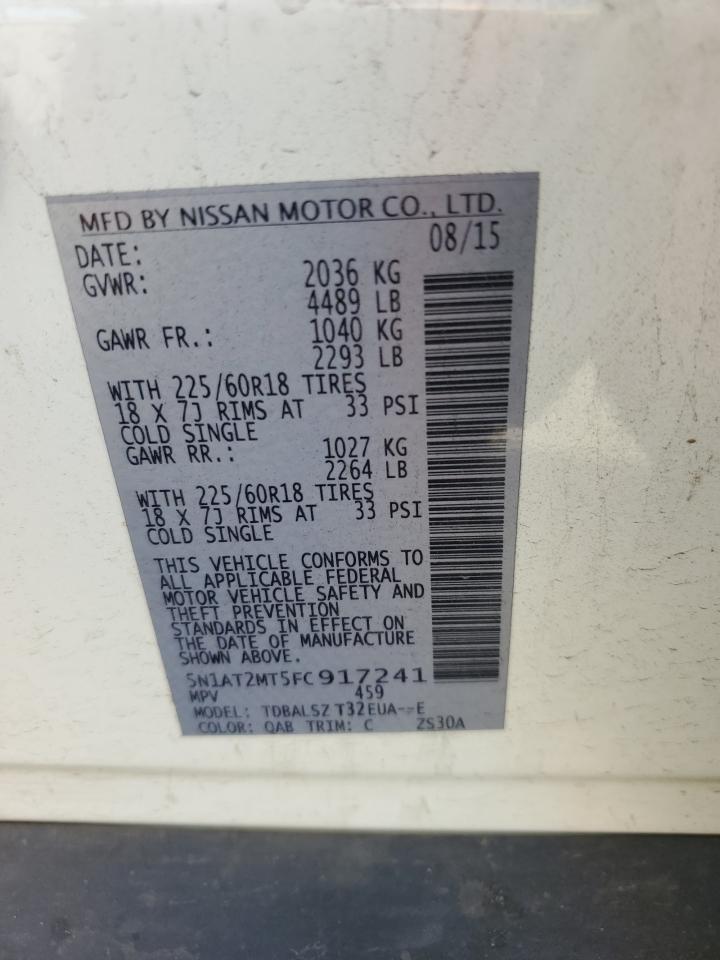 MFD BY NISSAN MOTOR CO., LTD.
DATE: 08/15
GVWR: 2036 KG
4489 LB
GAWR FR.: 1040 KG
2293 LB
WITH 225/60R18 TIRES
18 X 7J RIMS AT 33 PSI
COLD SINGLE
GAWR RR.: 1027 KG
2264 LB
WITH 225/60R18 TIRES
18 X 7J RIMS AT 33 PSI
COLD SINGLE
THIS VEHICLE CONFORMS TO
ALL APPLICABLE FEDERAL
MOTOR VEHICLE SAFETY AND
THEFT PREVENTION
STANDARDS IN EFFECT ON
THE DATE OF MANUFACTURE
SHOWN ABOVE.
5N1AT2MT5FC917241
MPV 459
MODEL: TDBALSZ T32EUA--E
COLOR: QAB TRIM: C ZS30A